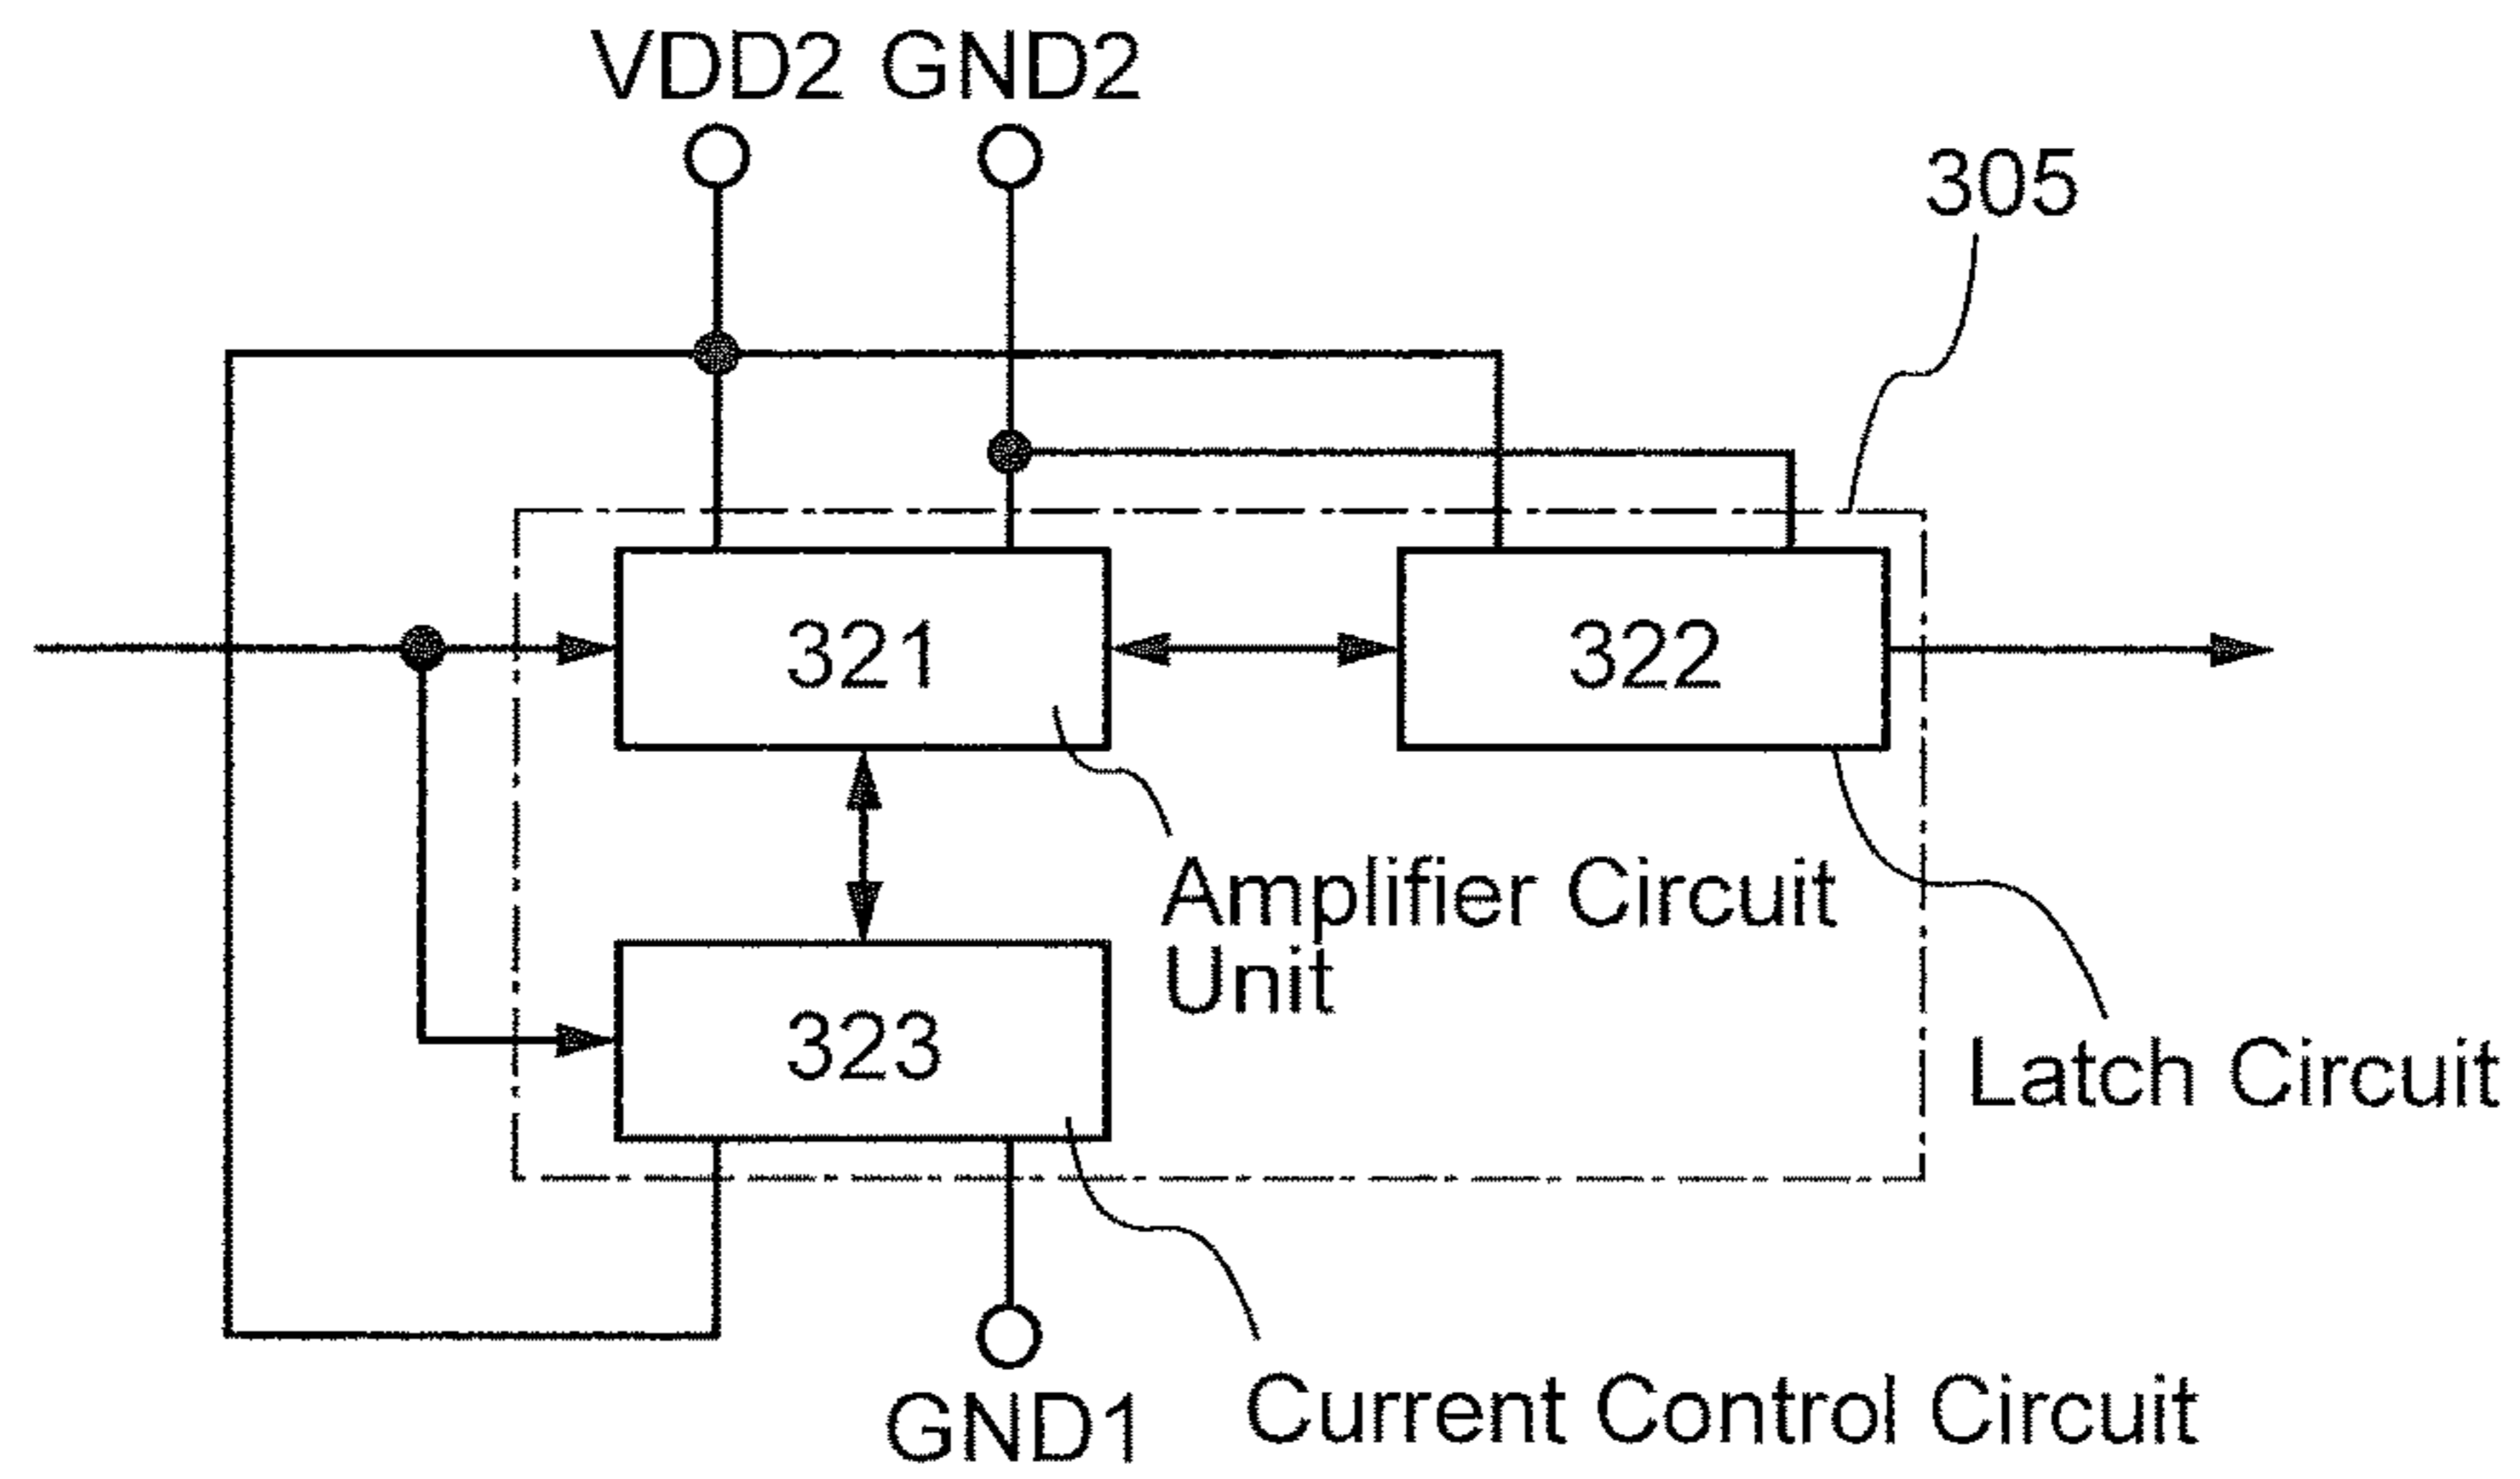 VDD2 GND2
305
321
322
Amplifier Circuit
Unit
323
Latch Circuit
Current Control Circuit
GND1